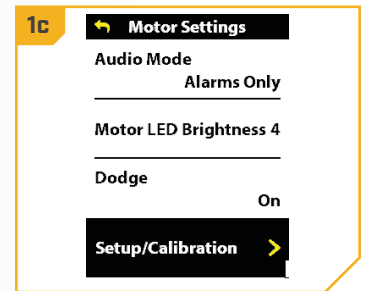 1c
Motor Settings
Audio Mode
Alarms Only
Motor LED Brightness 4
Dodge
On
Setup/Calibration